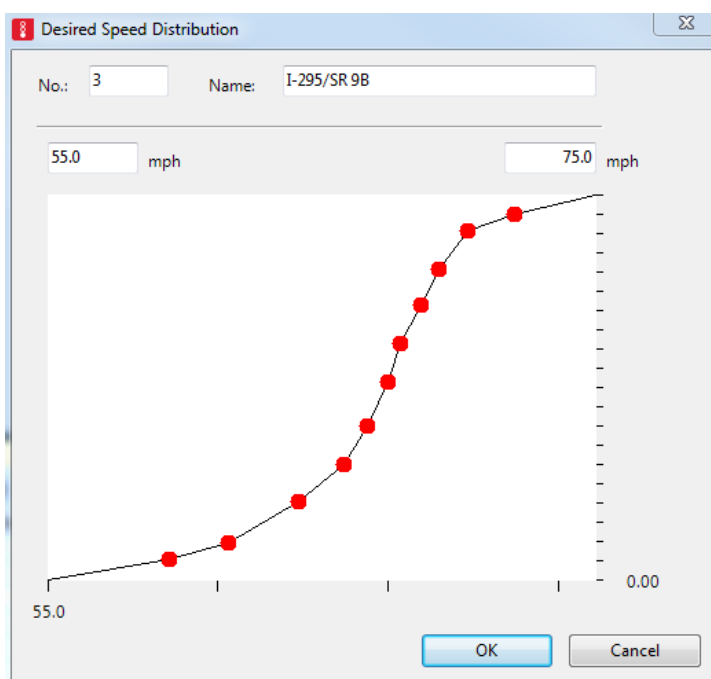 Desired Speed Distribution
No.: 3 Name: I-295/SR 9B
55.0 mph 75.0 mph
0.00
55.0
OK Cancel